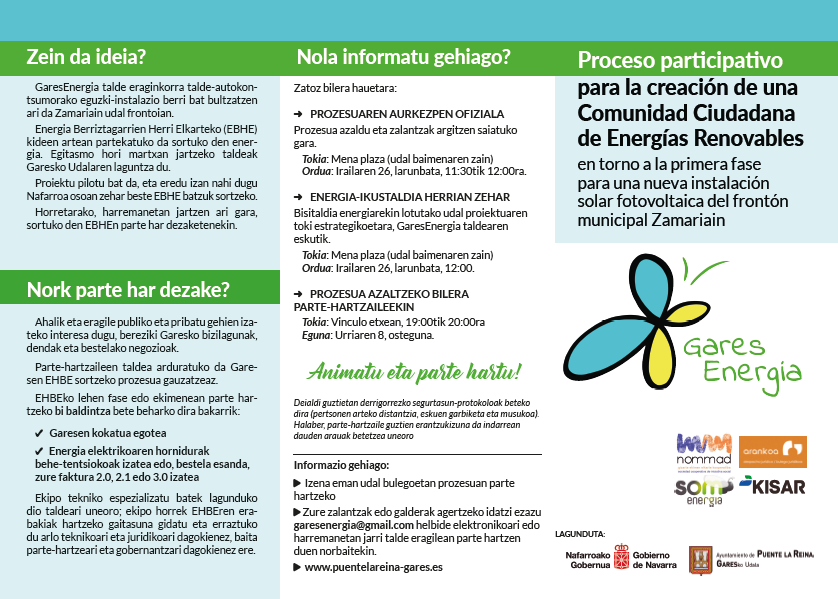 Zein da ideia?
GaresEnergia talde eraginkorra talde-autokon-
tsumorako eguzki-instalazio berri bat bultzatzen
ari da Zamariain udal frontoian.
Energia Berriztagarrien Herri Elkarteko (EBHE)
kideen artean partekatuko da sortuko den ener-
gia. Egitasmo hori martxan jartzeko taldeak
Garesko Udalaren laguntza du.
Proiektu pilotu bat da, eta eredu izan nahi dugu
Nafarroa osoan zehar beste EBHE batzuk sortzeko.
Horretarako, harremanetan jartzen ari gara,
sortuko den EBHEn parte har dezaketenekin.
Nork parte har dezake?
Ahalik eta eragile publiko eta pribatu gehien iza-
teko interesa dugu, bereziki Garesko bizilagunak,
dendak eta bestelako negozioak.
Parte-hartzaileen taldea arduratuko da Gare-
sen EHBE sortzeko prozesua gauzatzeaz.
EHBEko lehen fase edo ekimenean parte har-
tzeko bi baldintza bete beharko dira bakarrik:
✔ Garesen kokatua egotea
✔ Energia elektrikoaren hornidurak
behe-tentsiokoak izatea edo, bestela esanda,
zure faktura 2.0, 2.1 edo 3.0 izatea
Ekipo tekniko espezializatu batek lagunduko
dio taldeari uneoro; ekipo horrek EHBEren era-
bakiak hartzeko gaitasuna gidatu eta erraztuko
du arlo teknikoari eta juridikoari dagokienez, baita
parte-hartzeari eta gobernantzari dagokienez ere.
Nola informatu gehiago?
Zatoz bilera hauetara:
➜ PROZESUAREN AURKEZPEN OFIZIALA
Prozesua azaldu eta zalantzak argitzen saiatuko
gara.
Tokia: Mena plaza (udal baimenaren zain)
Ordua: Irailaren 26, larunbata, 11:30tik 12:00ra.
➜ ENERGIA-IKUSTALDIA HERRIAN ZEHAR
Bisitaldia energiarekin lotutako udal proiektuaren
toki estrategikoetara, GaresEnergia taldearen
eskutik.
Tokia: Mena plaza (udal baimenaren zain)
Ordua: Irailaren 26, larunbata, 12:00.
➜ PROZESUA AZALTZEKO BILERA
PARTE-HARTZAILEEKIN
Tokia: Vinculo etxean, 19:00tik 20:00ra
Eguna: Urriaren 8, osteguna.
Animatu eta parte hartu!
Deialdi guztietan derrigorrezko segurtasun-protokoloak beteko
dira (pertsonen arteko distantzia, eskuen garbiketa eta musukoa).
Halaber, parte-hartzaile guztien erantzukizuna da indarrean
dauden arauak betetzea uneoro
Informazio gehiago:
▶ Izena eman udal bulegoetan prozesuan parte
hartzeko
▶ Zure zalantzak edo galderak agertzeko idatzi ezazu
garesenergia@gmail.com helbide elektronikoari edo
harremanetan jarri talde eragilean parte hartzen
duen norbaitekin.
▶ www.puentelareina-gares.es
Proceso participativo
para la creación de una
Comunidad Ciudadana
de Energías Renovables
en torno a la primera fase
para una nueva instalación
solar fotovoltaica del frontón
municipal Zamariain
Gares
Energia
nommad
arankoa
som
energia
KISAR
LAGUNDUTA:
Nafarroako
Gobernua
Gobierno
de Navarra
Ayuntamiento de PUENTE LA REINA,
GARESko Udala